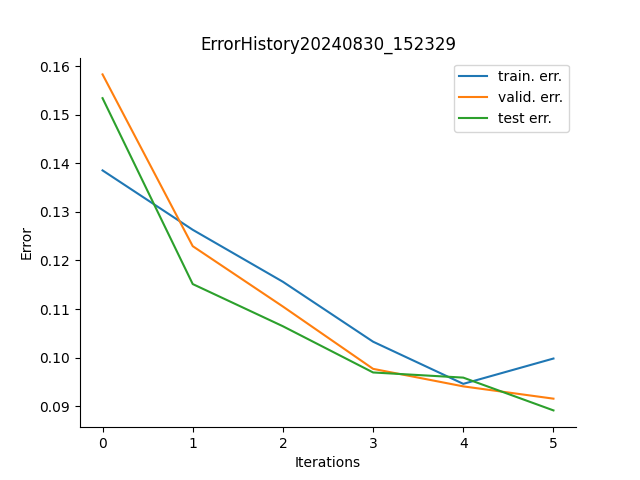 ErrorHistory20240830_152329
train. err.
valid. err.
test err.
0.16
0.15
0.14
0.13
0.12
0.11
0.10
0.09
Error
0 1 2 3 4 5
Iterations